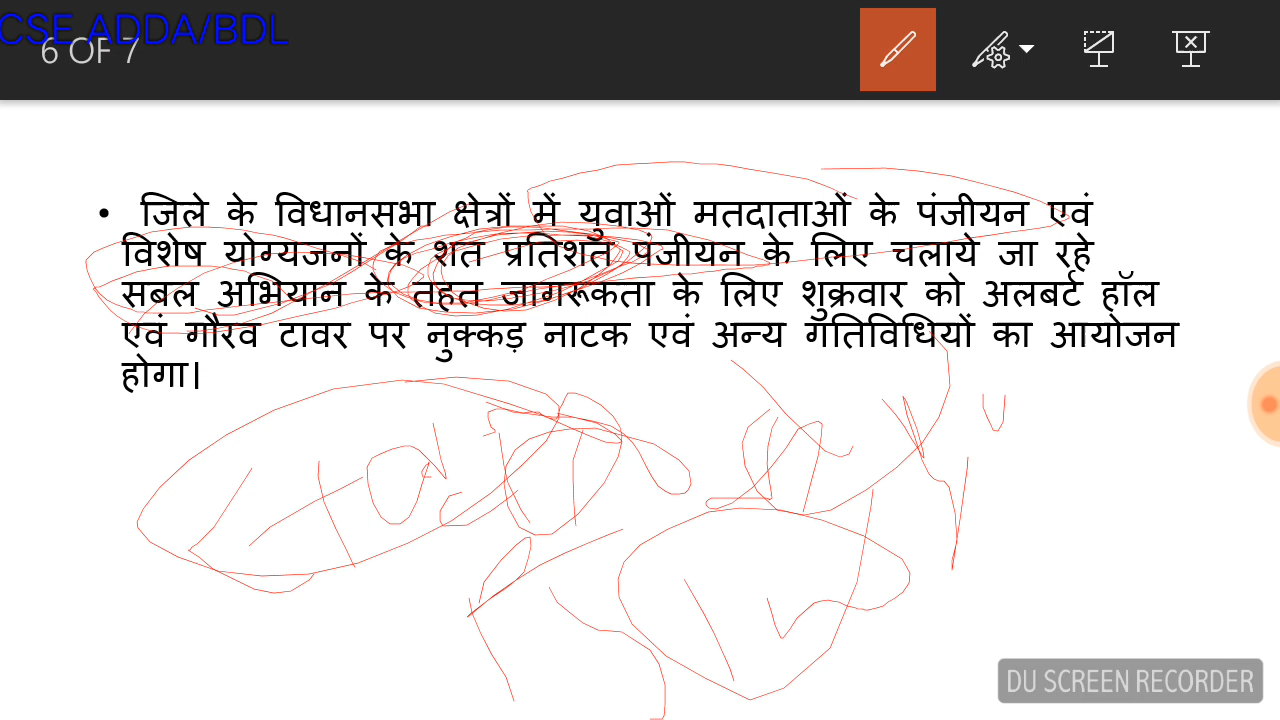 CSE ADDA/BDL
6 OF 7
• जिले के विधानसभा क्षेत्रों में युवाओं मतदाताओं के पंजीयन एवं
विशेष योग्यजनों के शत प्रतिशत पंजीयन के लिए चलाये जा रहे
सबल अभियान के तहत जागरूकता के लिए शुक्रवार को अलबर्ट हॉल
एवं गौरव टावर पर नुक्कड़ नाटक एवं अन्य गतिविधियों का आयोजन
होगा।
DU SCREEN RECORDER